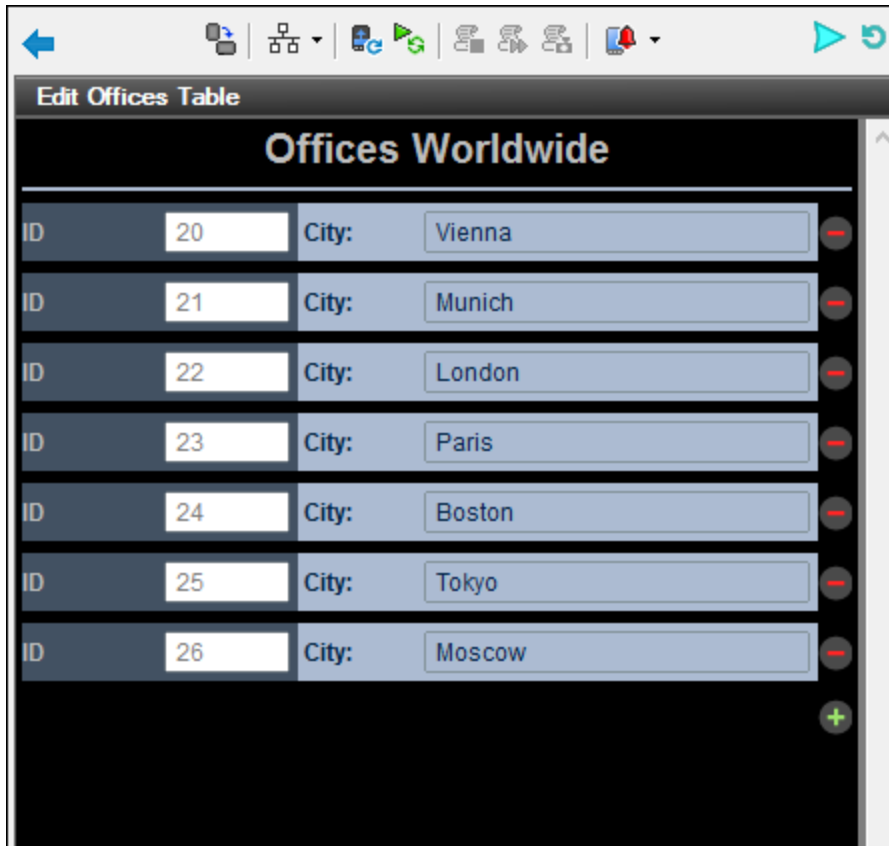 Edit Offices Table
Offices Worldwide
ID 20 City: Vienna
ID 21 City: Munich
ID 22 City: London
ID 23 City: Paris
ID 24 City: Boston
ID 25 City: Tokyo
ID 26 City: Moscow